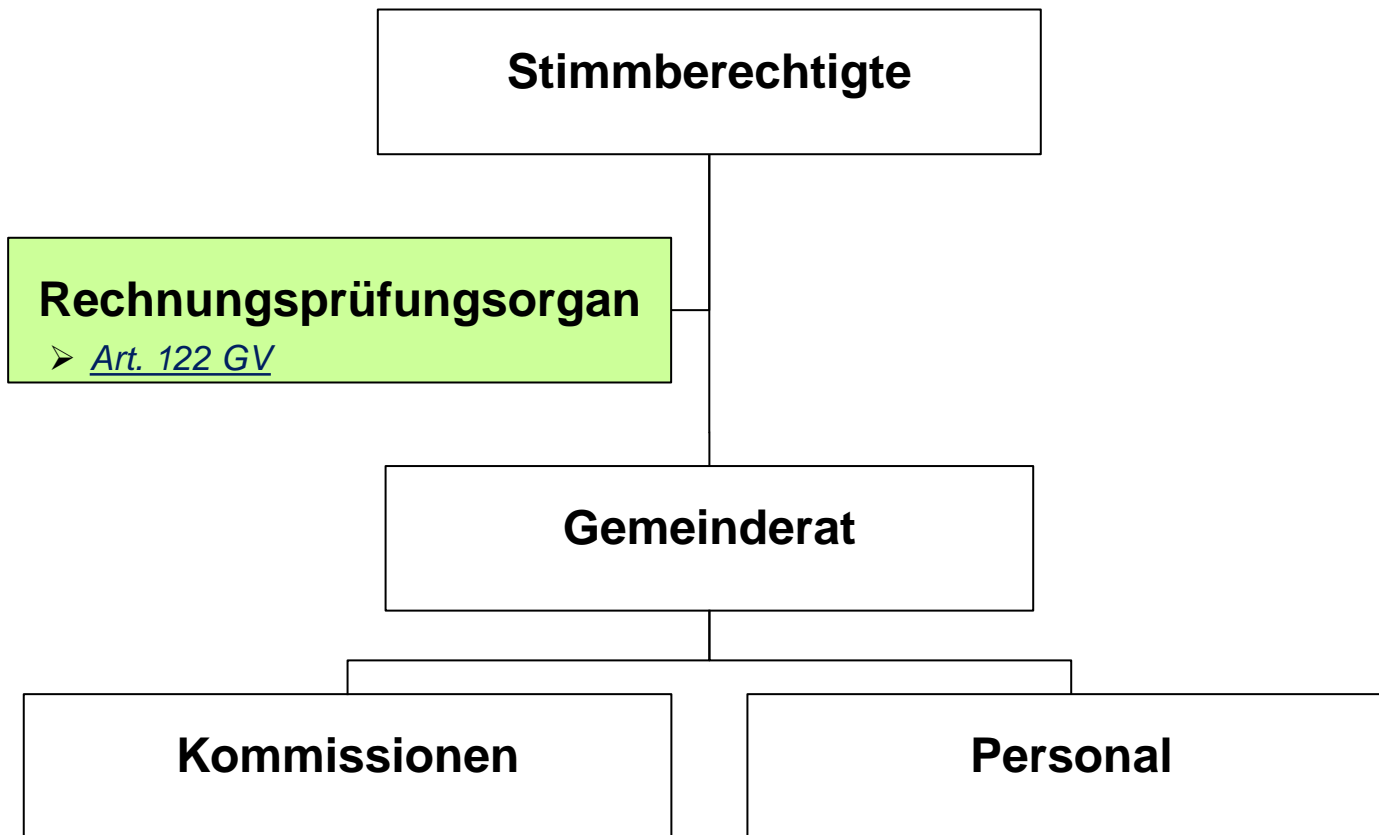 Stimmberechtigte
Rechnungsprüfungsorgan
➢ Art. 122 GV
Gemeinderat
Kommissionen
Personal